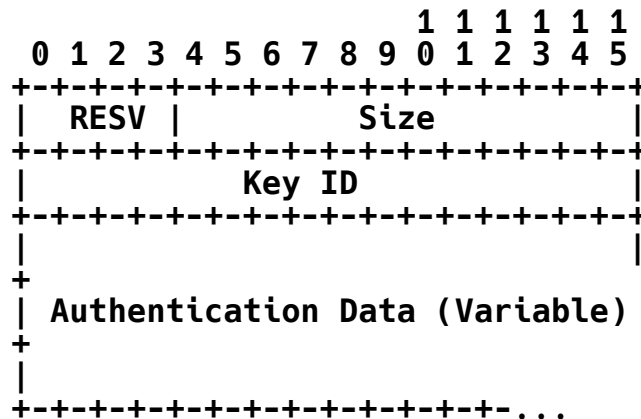 1 1 1 1 1 1
  0 1 2 3 4 5 6 7 8 9 0 1 2 3 4 5
 +-+-+-+-+-+-+-+-+-+-+-+-+-+-+-+-+
 |  RESV |         Size          |
 +-+-+-+-+-+-+-+-+-+-+-+-+-+-+-+-+
 |           Key ID              |
 +-+-+-+-+-+-+-+-+-+-+-+-+-+-+-+-+
 |                               |
 +
 | Authentication Data (Variable)
 +
 |
 +-+-+-+-+-+-+-+-+-+-+-+-+-...